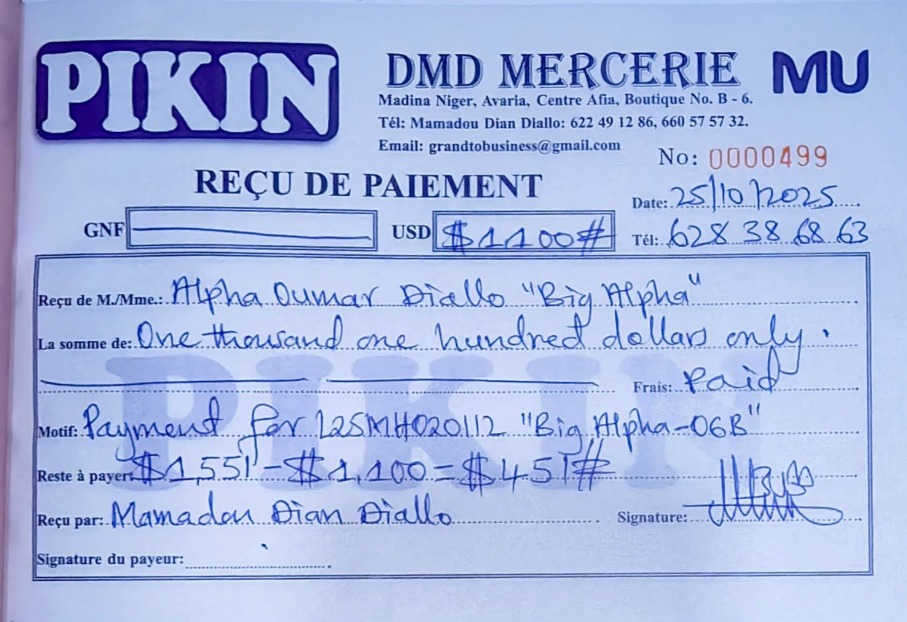 PIKIN
DMD MERCERIE
MU
Madina Niger, Avaria, Centre Afia, Boutique No. B - 6.
Tél: Mamadou Dian Diallo: 622 49 12 86, 660 57 57 32.
Email: grandtobusiness@gmail.com
No: 0000499
REÇU DE PAIEMENT
Date: 25/10/2025
GNF
USD $1100#
Tél: 628 38 68 63
Reçu de M./Mme.: Alpha Oumar Diallo "Big Alpha"
La somme de: One thousand one hundred dollars only.
Frais: Paid
Motif: Payment for L25MH020112 "Big Alpha-06B"
Reste à payer: $1,551 - $1,100 = $451#
Reçu par: Mamadou Dian Diallo
Signature:
Signature du payeur:
PIKIN